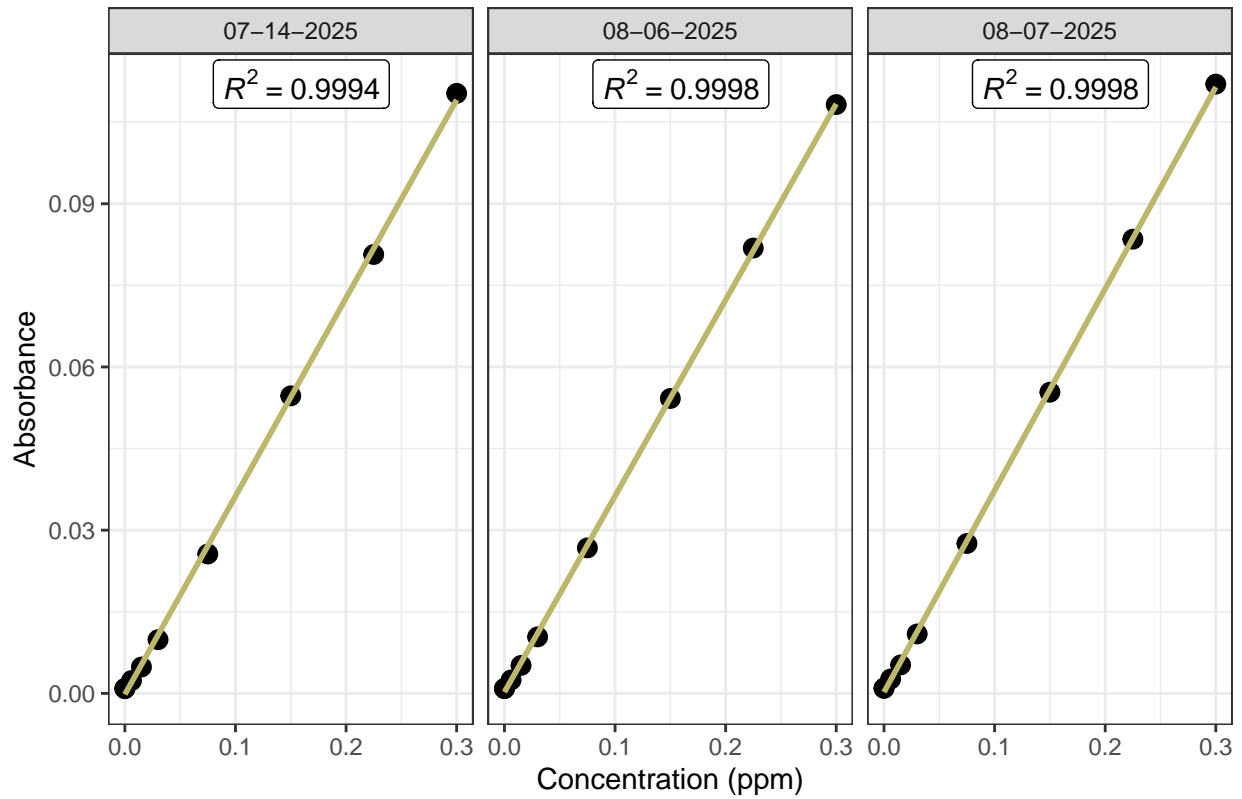 07−14−2025
08−06−2025
08−07−2025
R² = 0.9994
R² = 0.9998
R² = 0.9998
0.09
0.06
0.03
0.00
Absorbance
0.0 0.1 0.2 0.3
0.0 0.1 0.2 0.3
0.0 0.1 0.2 0.3
Concentration (ppm)